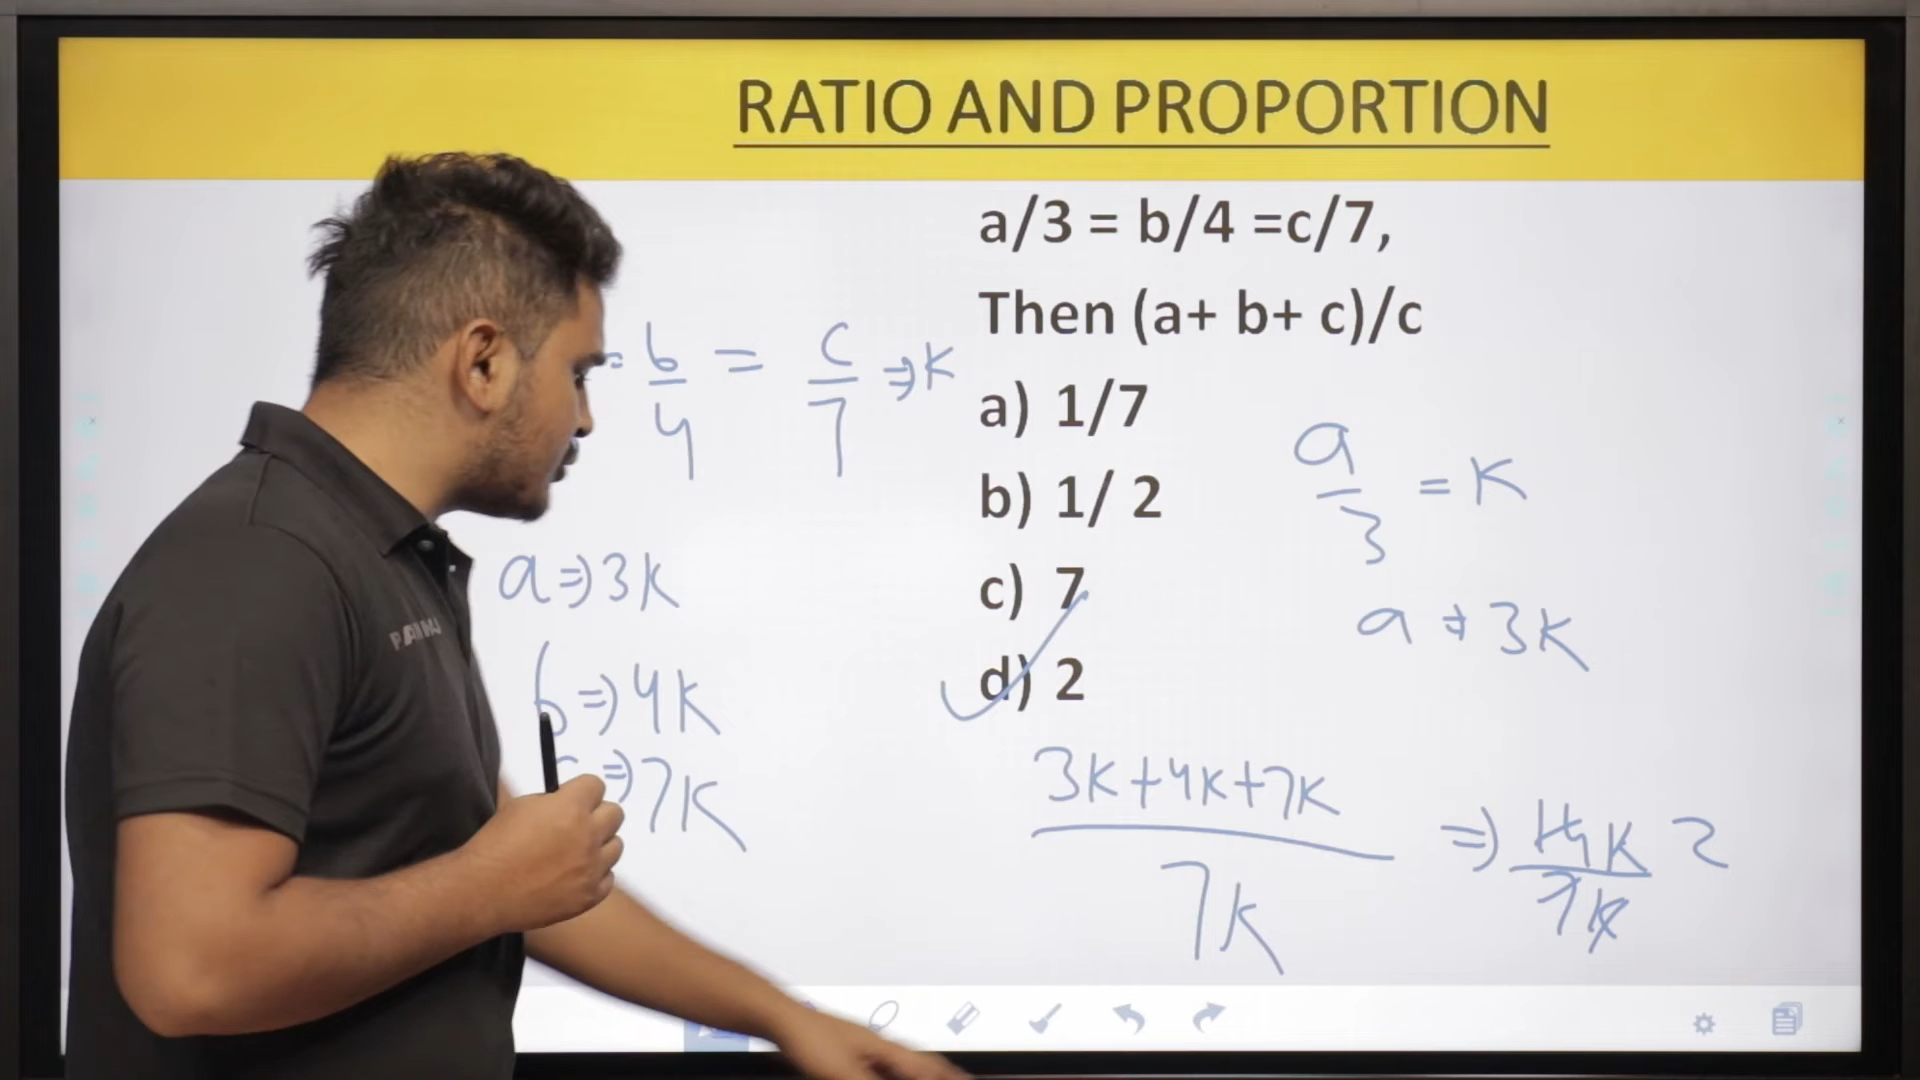 RATIO AND PROPORTION
a/3 = b/4 =c/7,
Then (a+ b+ c)/c
a) 1/7
b) 1/ 2
c) 7
d) 2
= b/4 = c/7 ⇒ K
a ⇒ 3K
b ⇒ 4K
⇒ 7K
a/3 = K
a ⇒ 3K
3K+4K+7K / 7K ⇒ 14K / 7K 2